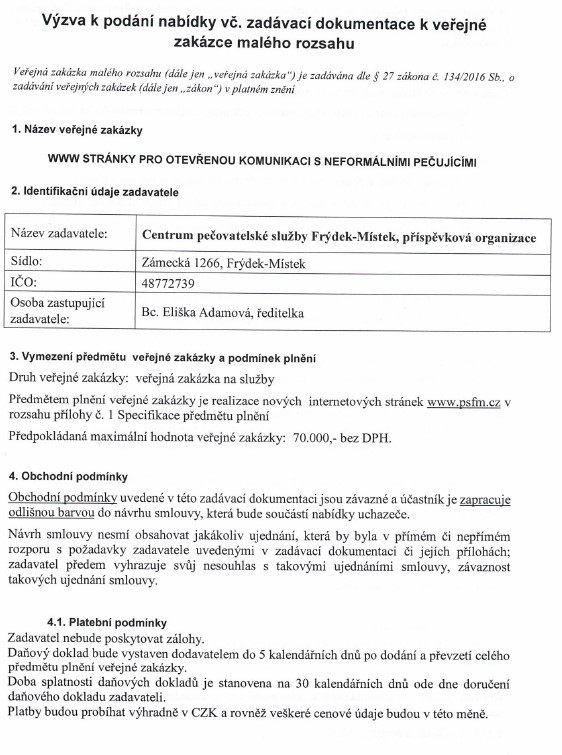 Výzva k podání nabídky vč. zadávací dokumentace k veřejné
zakázce malého rozsahu
Veřejná zakázka malého rozsahu (dále jen „veřejná zakázka“) je zadávána dle § 27 zákona č. 134/2016 Sb., o
zadávání veřejných zakázek (dále jen „zákon“) v platném znění
1. Název veřejné zakázky
WWW STRÁNKY PRO OTEVŘENOU KOMUNIKACI S NEFORMÁLNÍMI PEČUJÍCÍMI
2. Identifikační údaje zadavatele
Název zadavatele: Centrum pečovatelské služby Frýdek-Místek, příspěvková organizace
Sídlo: Zámecká 1266, Frýdek-Místek
IČO: 48772739
Osoba zastupující
zadavatele: Bc. Eliška Adamová, ředitelka
3. Vymezení předmětu veřejné zakázky a podmínek plnění
Druh veřejné zakázky: veřejná zakázka na služby
Předmětem plnění veřejné zakázky je realizace nových internetových stránek www.psfm.cz v
rozsahu přílohy č. 1 Specifikace předmětu plnění
Předpokládaná maximální hodnota veřejné zakázky: 70.000,- bez DPH.
4. Obchodní podmínky
Obchodní podmínky uvedené v této zadávací dokumentaci jsou závazné a účastník je zapracuje
odlišnou barvou do návrhu smlouvy, která bude součástí nabídky uchazeče.
Návrh smlouvy nesmí obsahovat jakákoliv ujednání, která by byla v přímém či nepřímém
rozporu s požadavky zadavatele uvedenými v zadávací dokumentaci či jejích přílohách;
zadavatel předem vyhrazuje svůj nesouhlas s takovými ujednáními smlouvy, závaznost
takových ujednání smlouvy.
4.1. Platební podmínky
Zadavatel nebude poskytovat zálohy.
Daňový doklad bude vystaven dodavatelem do 5 kalendářních dnů po dodání a převzetí celého
předmětu plnění veřejné zakázky.
Doba splatnosti daňových dokladů je stanovena na 30 kalendářních dnů ode dne doručení
daňového dokladu zadavateli.
Platby budou probíhat výhradně v CZK a rovněž veškeré cenové údaje budou v této měně.